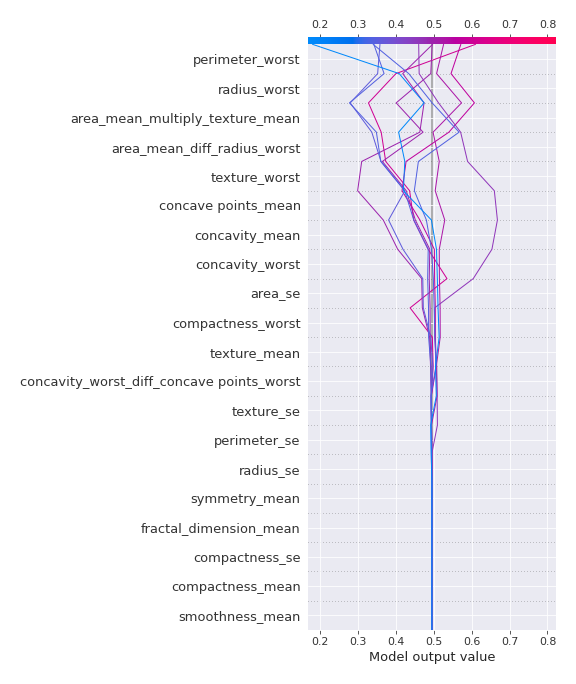 0.2 0.3 0.4 0.5 0.6 0.7 0.8
perimeter_worst
radius_worst
area_mean_multiply_texture_mean
area_mean_diff_radius_worst
texture_worst
concave points_mean
concavity_mean
concavity_worst
area_se
compactness_worst
texture_mean
concavity_worst_diff_concave points_worst
texture_se
perimeter_se
radius_se
symmetry_mean
fractal_dimension_mean
compactness_se
compactness_mean
smoothness_mean
0.2 0.3 0.4 0.5 0.6 0.7 0.8
Model output value